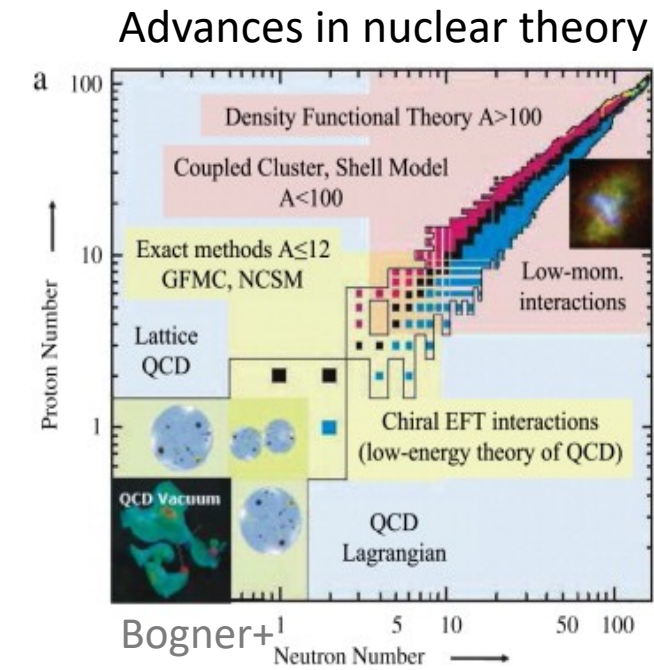 Advances in nuclear theory
a
100
Density Functional Theory A>100
Coupled Cluster, Shell Model
A<100
Exact methods A≤12
GFMC, NCSM
10
Low-mom.
interactions
Proton Number
Lattice
QCD
1
Chiral EFT interactions
(low-energy theory of QCD)
QCD Vacuum
QCD
Lagrangian
Bogner+
1 5 10 50 100
Neutron Number